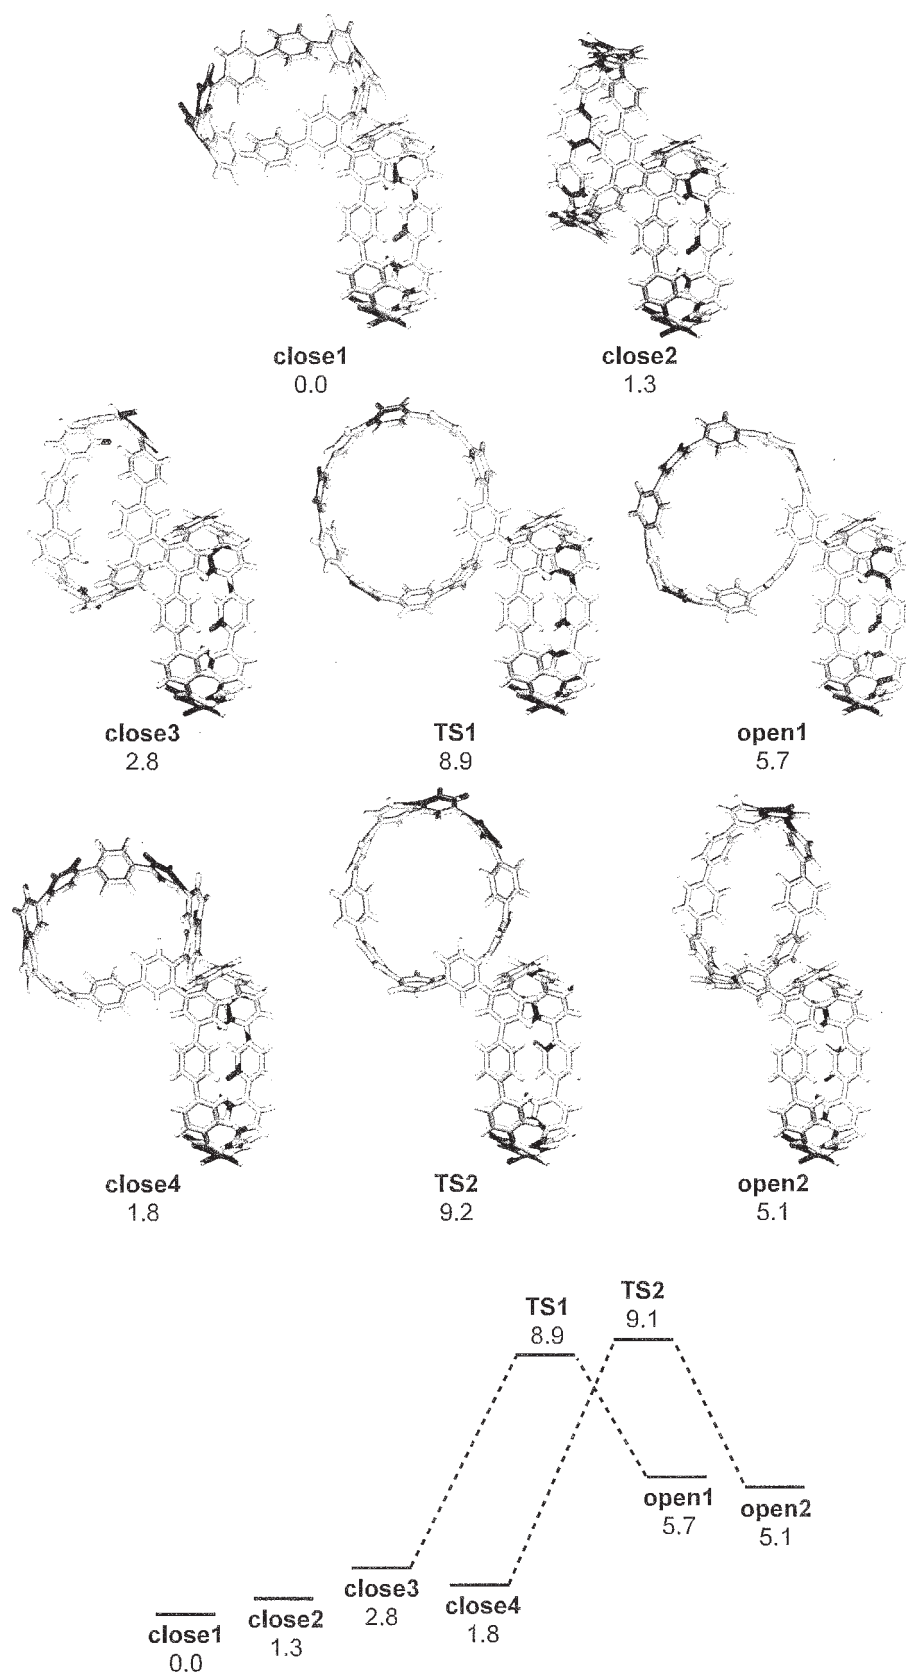 close1 close2
0.0 1.3
close3 TS1 open1
2.8 8.9 5.7
close4 TS2 open2
1.8 9.2 5.1
TS1 TS2
8.9 9.1
open1 open2
5.7 5.1
close3 close4
2.8 1.8
close1 close2
0.0 1.3